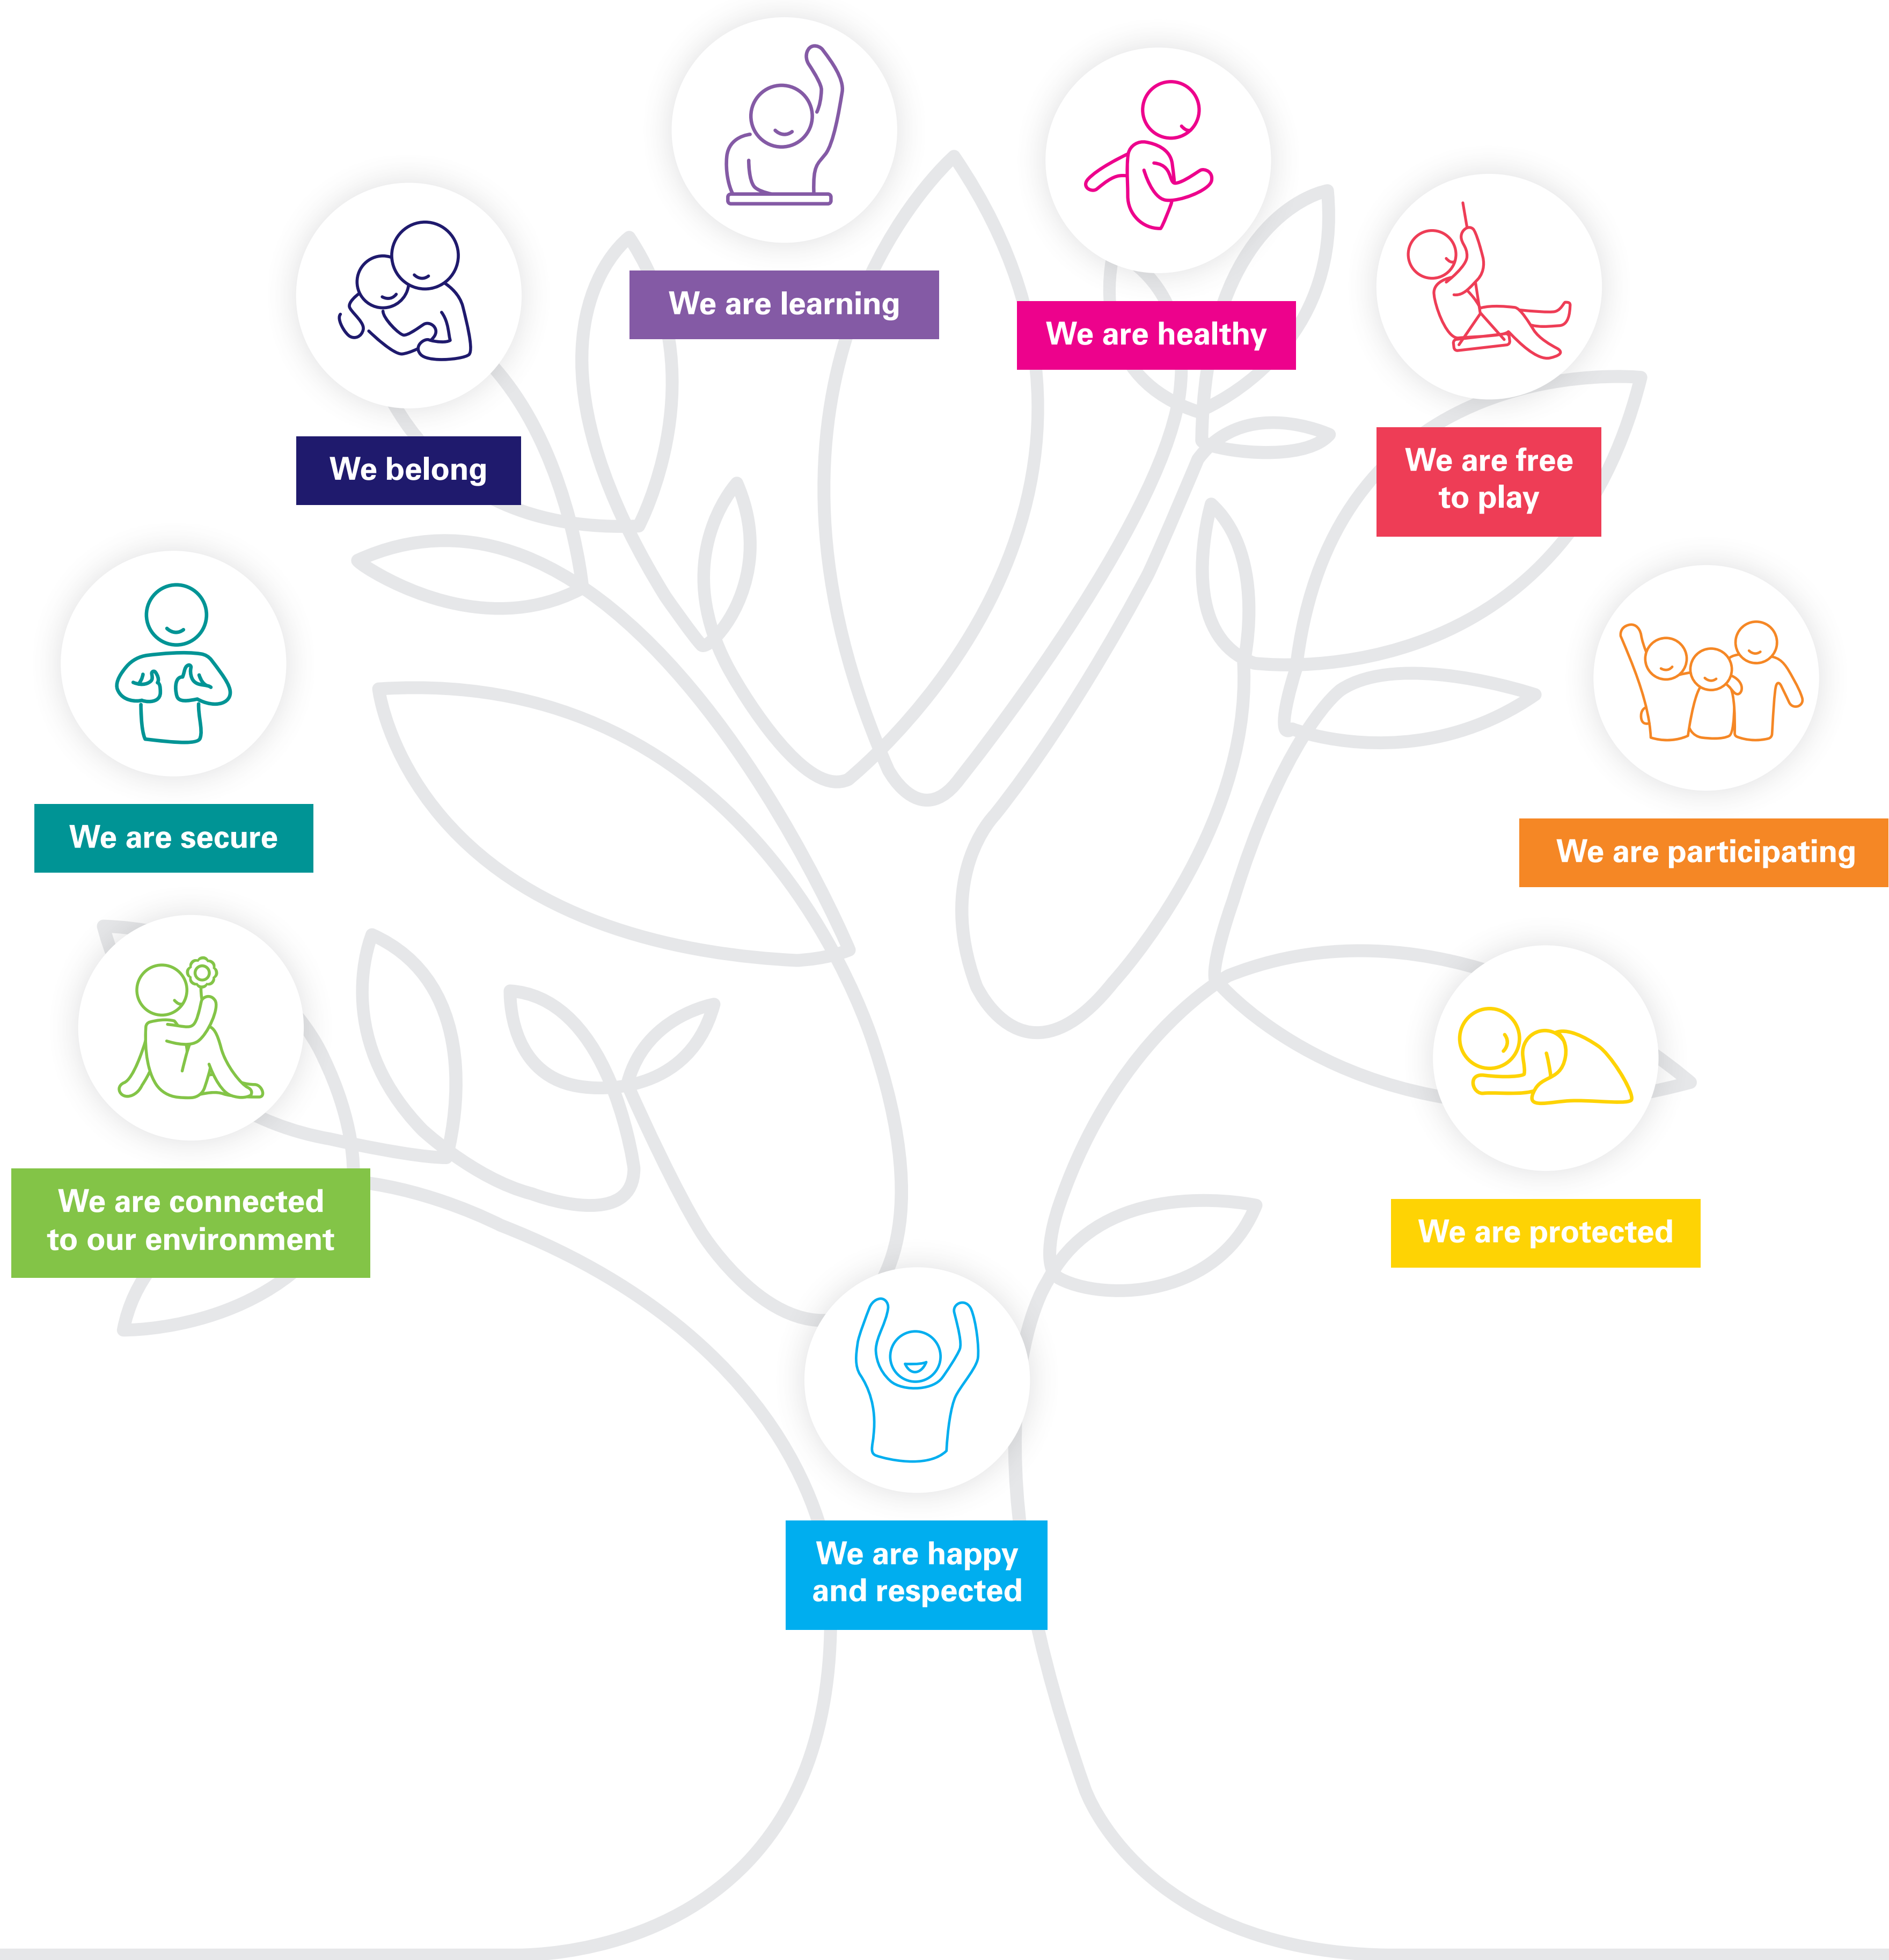 We are learning
We are healthy
We belong
We are free
to play
We are secure
We are participating
We are connected
to our environment
We are protected
We are happy
and respected